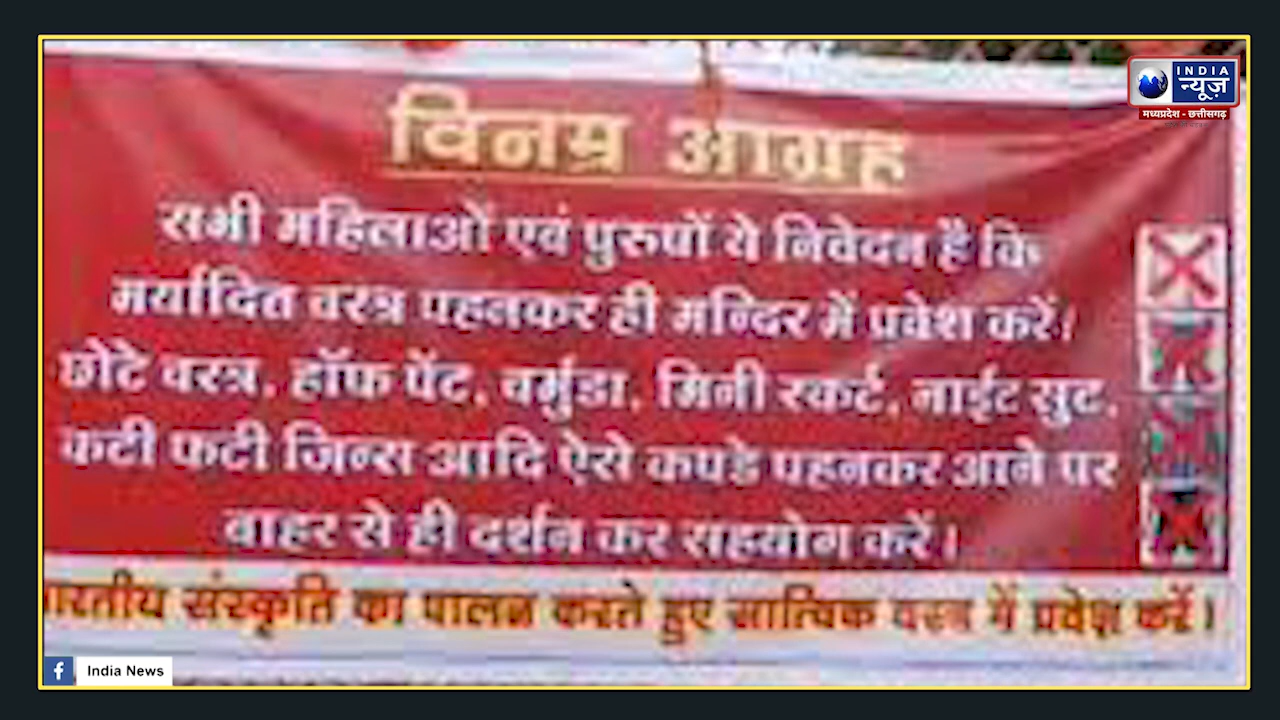 INDIA
न्यूज़
मध्यप्रदेश - छत्तीसगढ़
विनम्र आग्रह
सभी महिलाओं एवं पुरुषों ये निवेदन है कि
मर्यादित वस्त्र पहनकर ही मन्दिर में प्रवेश करें।
छोटे वस्त्र, हॉफ पेंट, वर्मुडा, मिनी स्कर्ट, नाईट सुट,
कटी फटी जिन्स आदि ऐसे कपडे पहनकर आने पर
बाहर से ही दर्शन कर सहयोग करें।
भारतीय संस्कृति का पालन करते हुए सात्विक वस्त्र में प्रवेश करें।
India News